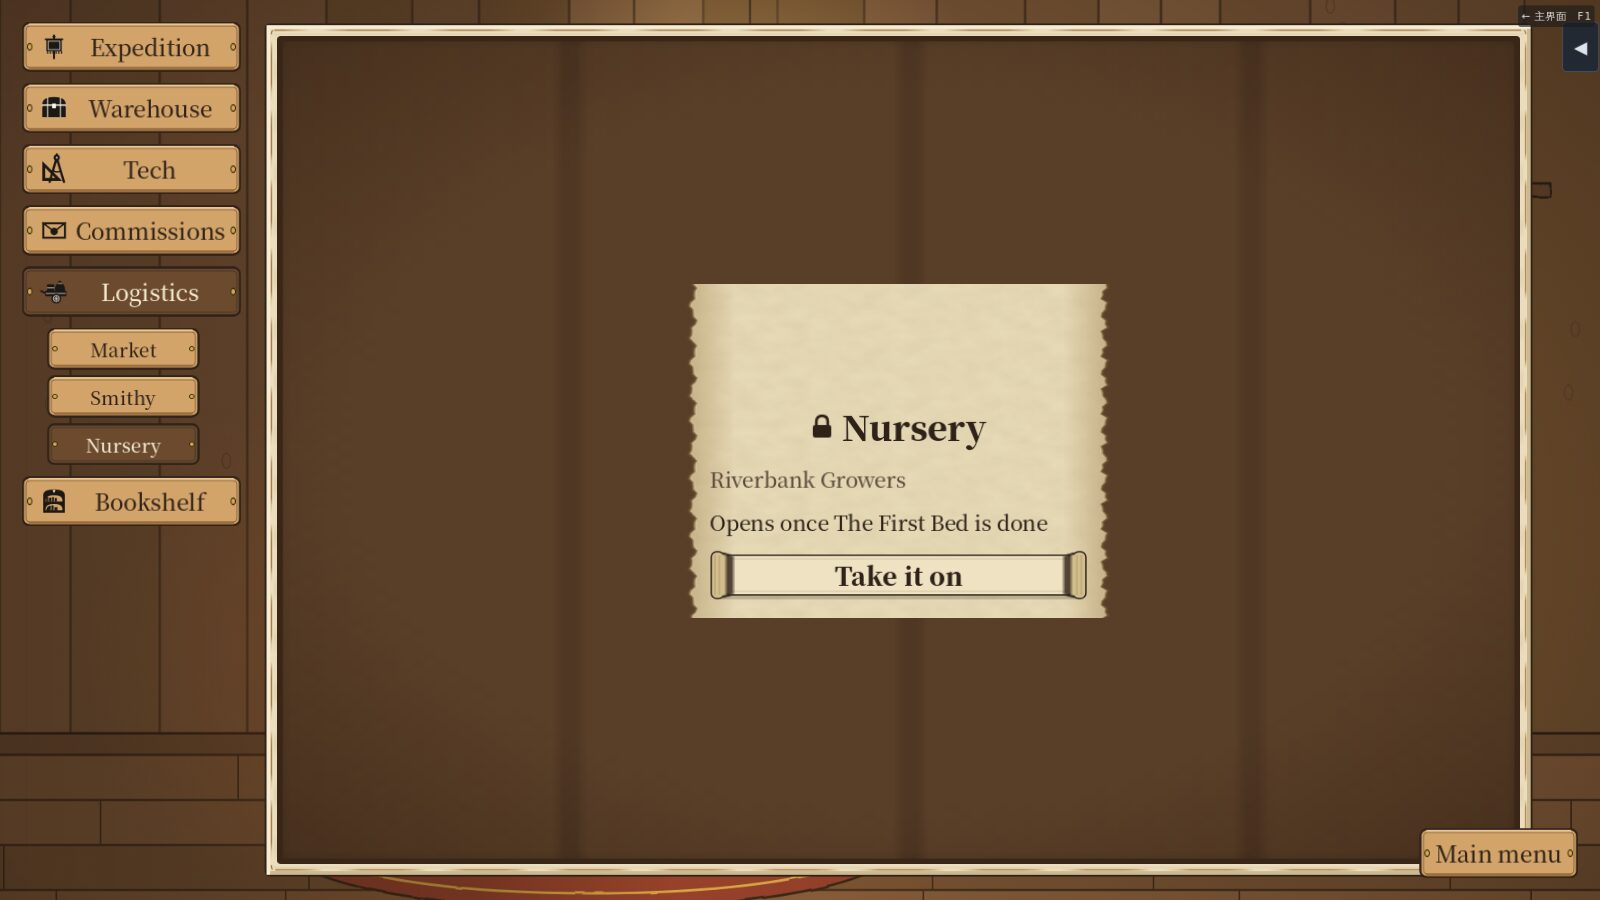 Expedition
Warehouse
Tech
Commissions
Logistics
Market
Smithy
Nursery
Bookshelf
Nursery
Riverbank Growers
Opens once The First Bed is done
Take it on
← 主界面 F1
Main menu